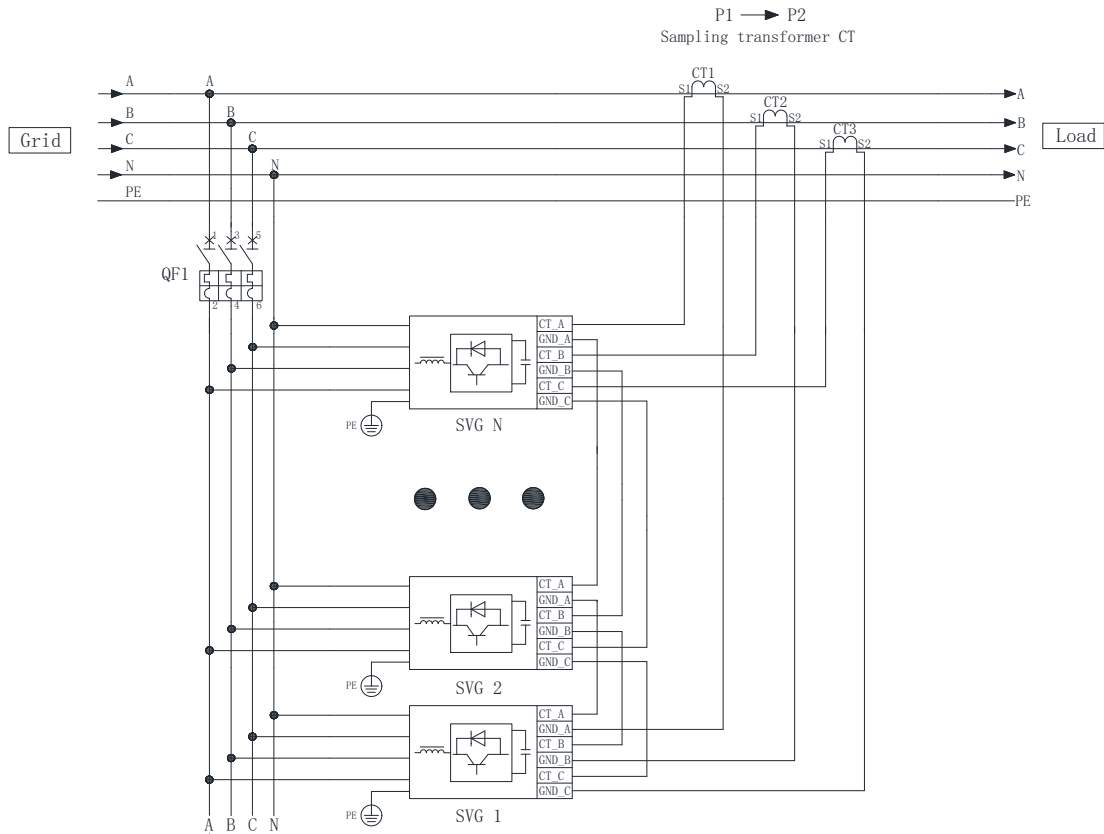 P1 P2
Sampling transformer CT
CT1
A A S1 S2 A
CT2
B B S1 S2 B
Grid Load
CT3
C C S1 S2 C
N N N
PE PE
1 3 5
QF1
2 4 6
CT_A
GND_A
CT_B
GND_B
CT_C
GND_C
PE
SVG N
CT_A
GND_A
CT_B
GND_B
CT_C
GND_C
PE
SVG 2
CT_A
GND_A
CT_B
GND_B
CT_C
GND_C
PE
SVG 1
A B C N